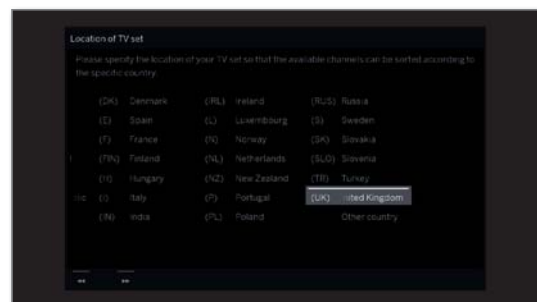 Location of TV set
Please specify the location of your TV set so that the available channels can be sorted according to
the specific country.
(DK) Denmark (IRL) Ireland (RUS) Russia
(E) Spain (L) Luxembourg (S) Sweden
(F) France (N) Norway (SK) Slovakia
(FIN) Finland (NL) Netherlands (SLO) Slovenia
(H) Hungary (NZ) New Zealand (TR) Turkey
(I) Italy (P) Portugal (UK) ited Kingdom
(IN) India (PL) Poland Other country